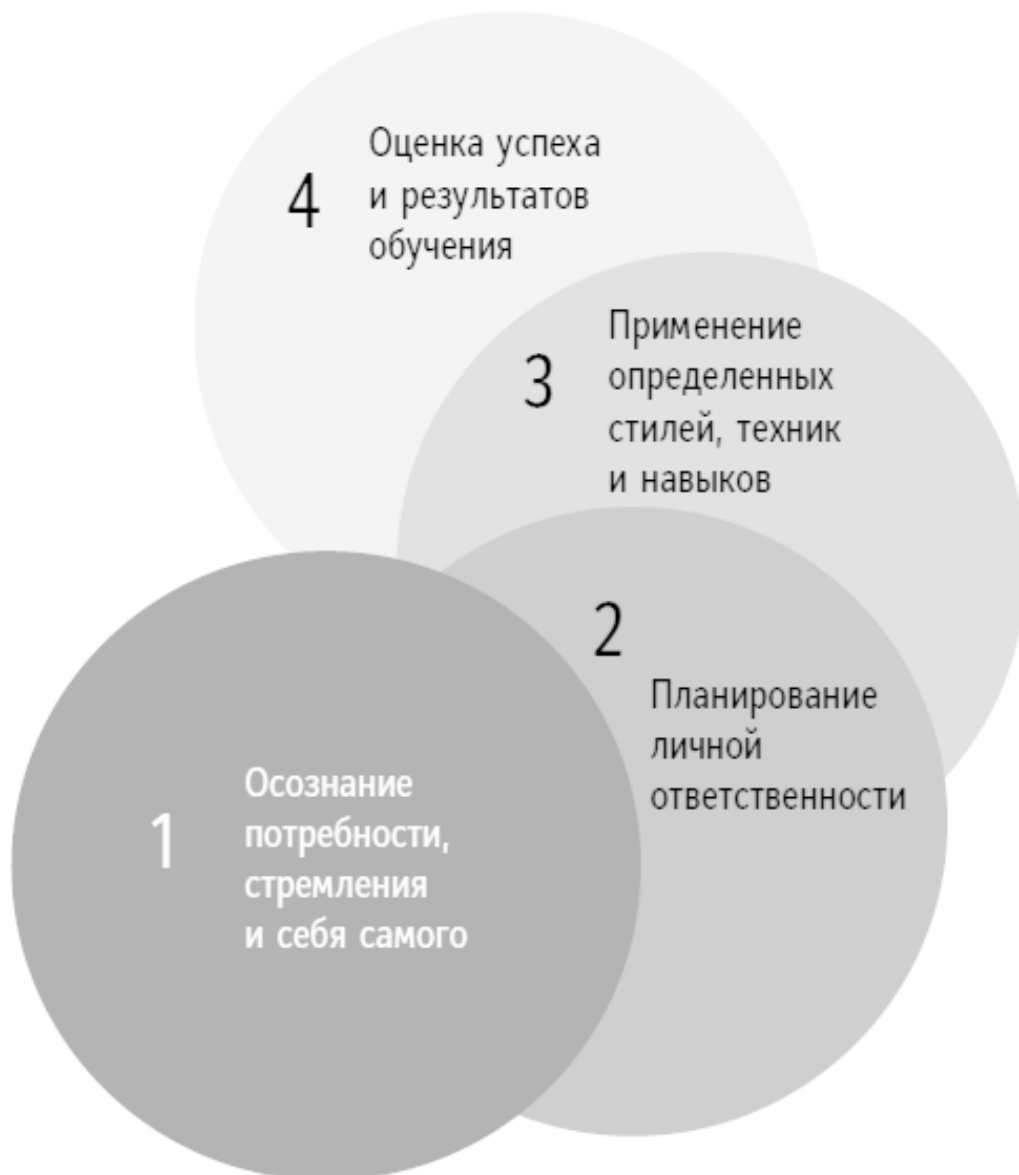 4
Оценка успеха
и результатов
обучения
3
Применение
определенных
стилей, техник
и навыков
2
Планирование
личной
ответственности
1
Осознание
потребности,
стремления
и себя самого